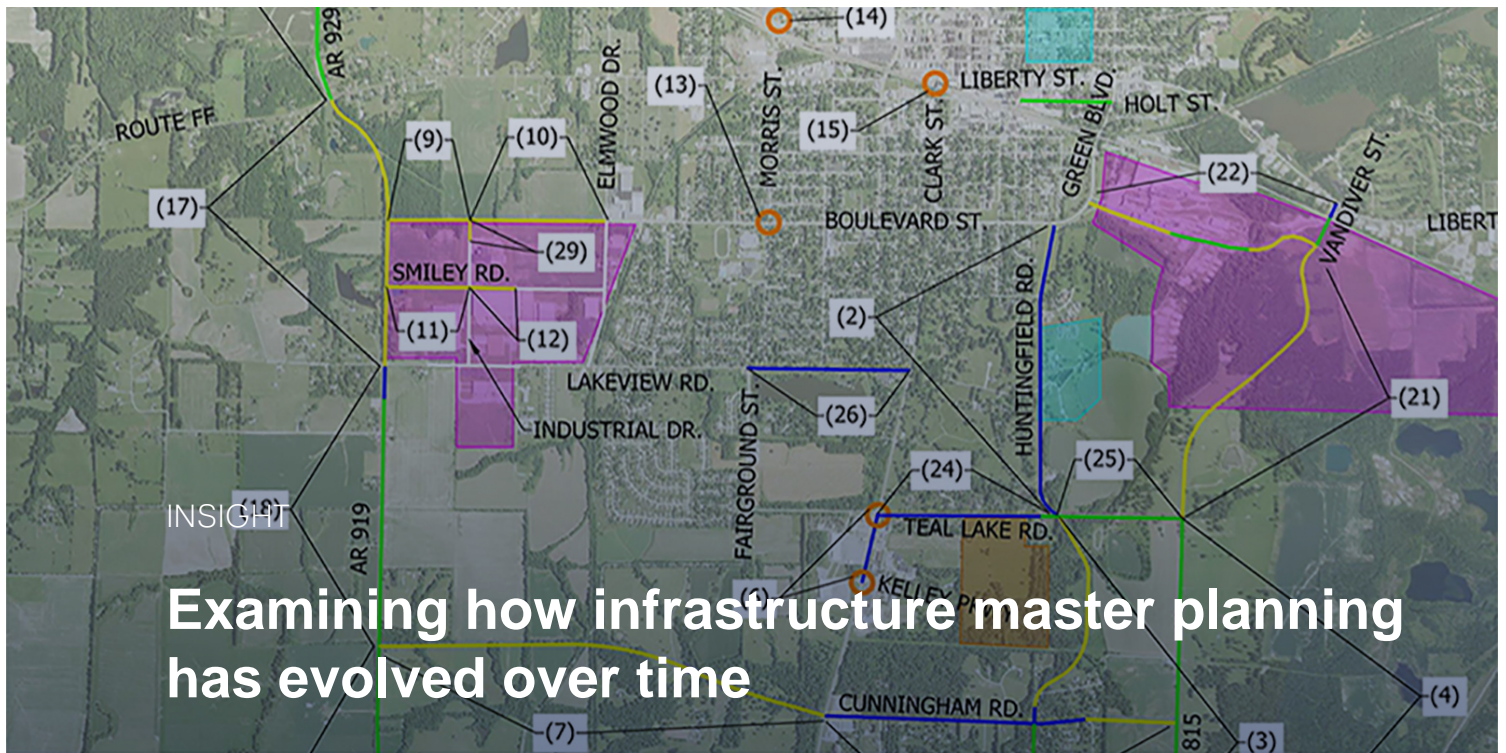 (14)
AR 929
ELMWOOD DR.
(13)
MORRIS ST.
LIBERTY ST.
HOLT ST.
CLARK ST.
GREEN BLVD.
(15)
ROUTE FF
(9)
(10)
(22)
VANDIVER ST.
(17)
BOULEVARD ST.
LIBERT
(29)
SMILEY RD.
(2)
HUNTINGFIELD RD.
(11)
(12)
LAKEVIEW RD.
(26)
(21)
INDUSTRIAL DR.
FAIRGROUND ST.
(24)
(25)
(18)
INSIGHT
AR 919
TEAL LAKE RD.
Examining how infrastructure master planning
has evolved over time
CUNNINGHAM RD.
(4)
(7)
815
(3)